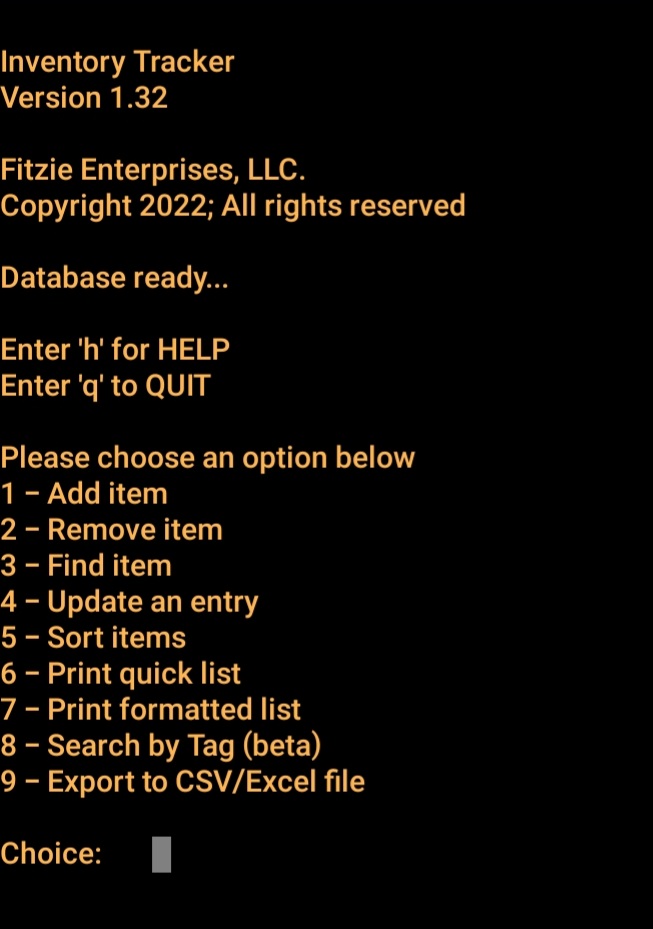 Inventory Tracker
Version 1.32
Fitzie Enterprises, LLC.
Copyright 2022; All rights reserved
Database ready...
Enter 'h' for HELP
Enter 'q' to QUIT
Please choose an option below
1 – Add item
2 – Remove item
3 – Find item
4 – Update an entry
5 – Sort items
6 – Print quick list
7 – Print formatted list
8 – Search by Tag (beta)
9 – Export to CSV/Excel file
Choice: